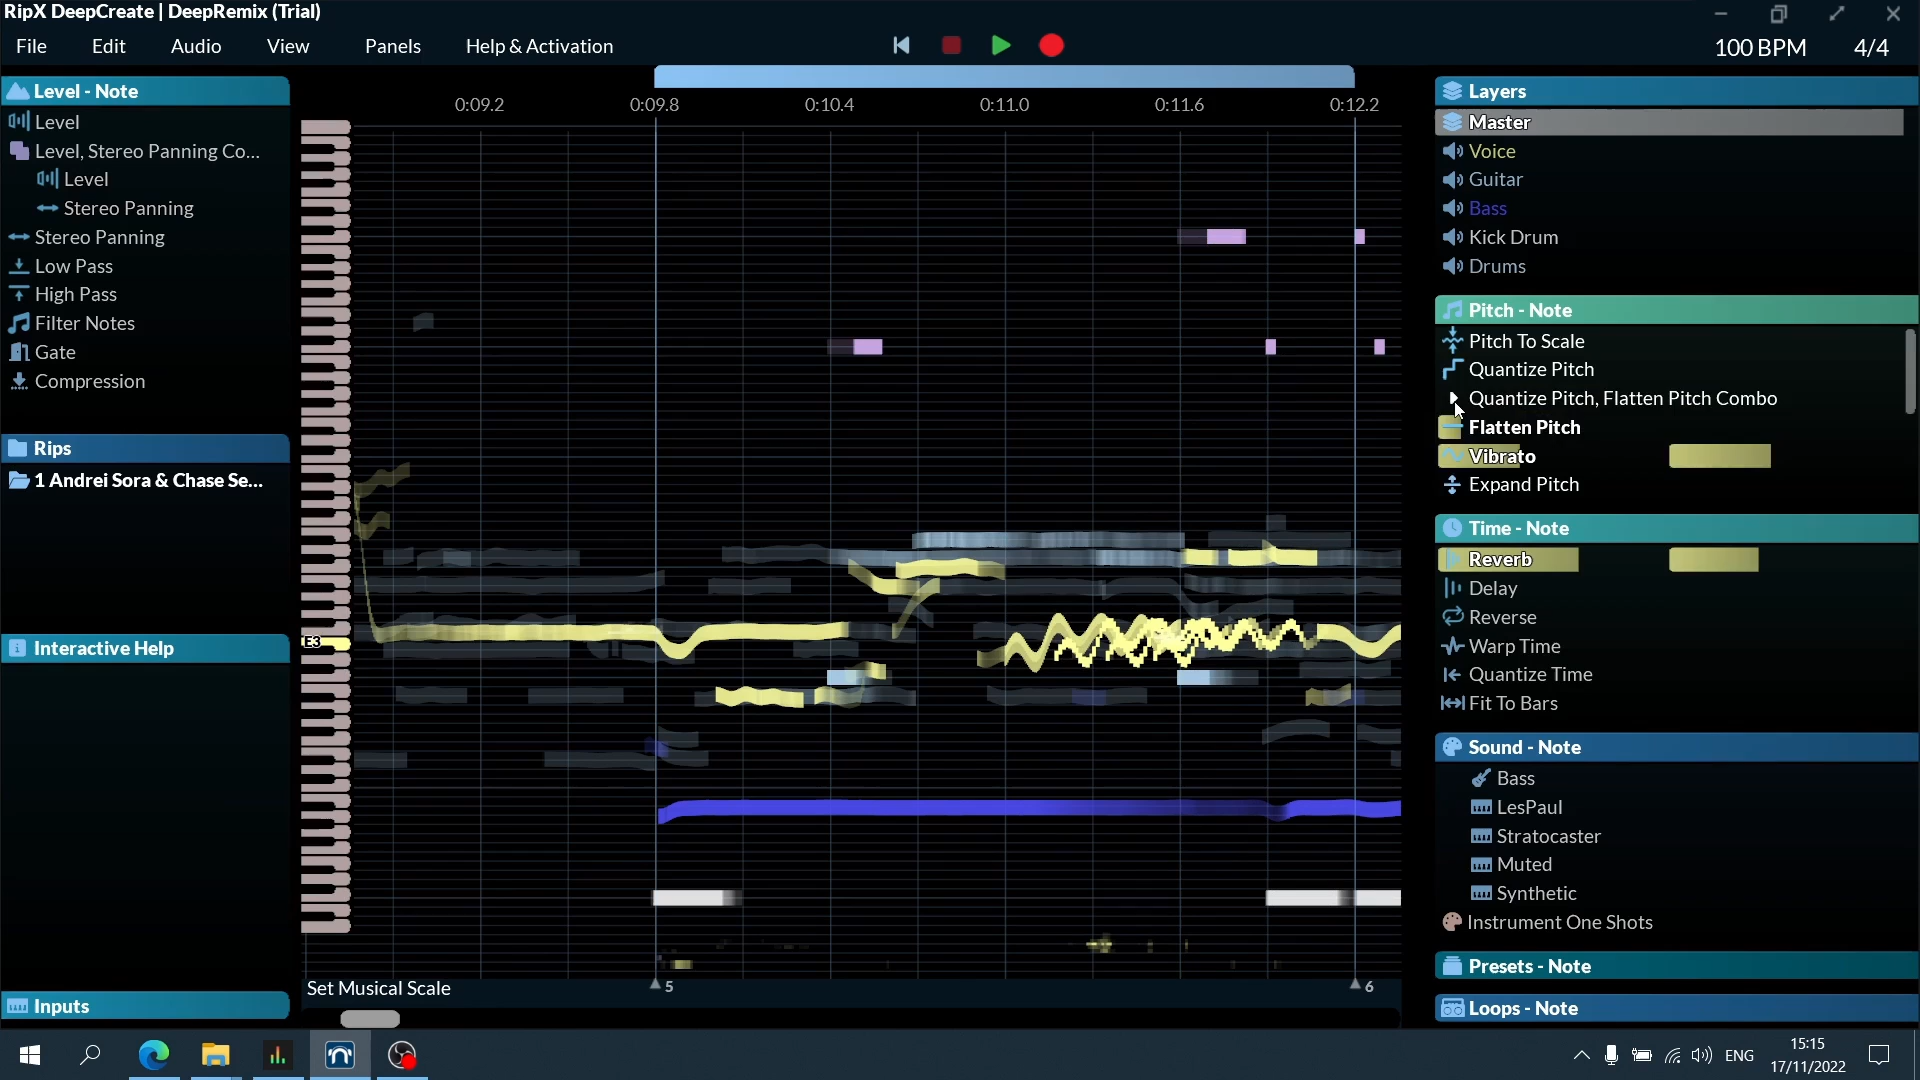 RipX DeepCreate | DeepRemix (Trial)
File Edit Audio View Panels Help & Activation
100 BPM 4/4
Level - Note
Level
Level, Stereo Panning Co...
Level
Stereo Panning
Stereo Panning
Low Pass
High Pass
Filter Notes
Gate
Compression
Rips
1 Andrei Sora & Chase Se...
Interactive Help
Inputs
0:09.2 0:09.8 0:10.4 0:11.0 0:11.6 0:12.2
E3
Set Musical Scale
5 6
Layers
Master
Voice
Guitar
Bass
Kick Drum
Drums
Pitch - Note
Pitch To Scale
Quantize Pitch
Quantize Pitch, Flatten Pitch Combo
Flatten Pitch
Vibrato
Expand Pitch
Time - Note
Reverb
Delay
Reverse
Warp Time
Quantize Time
Fit To Bars
Sound - Note
Bass
LesPaul
Stratocaster
Muted
Synthetic
Instrument One Shots
Presets - Note
Loops - Note
ENG
15:15
17/11/2022